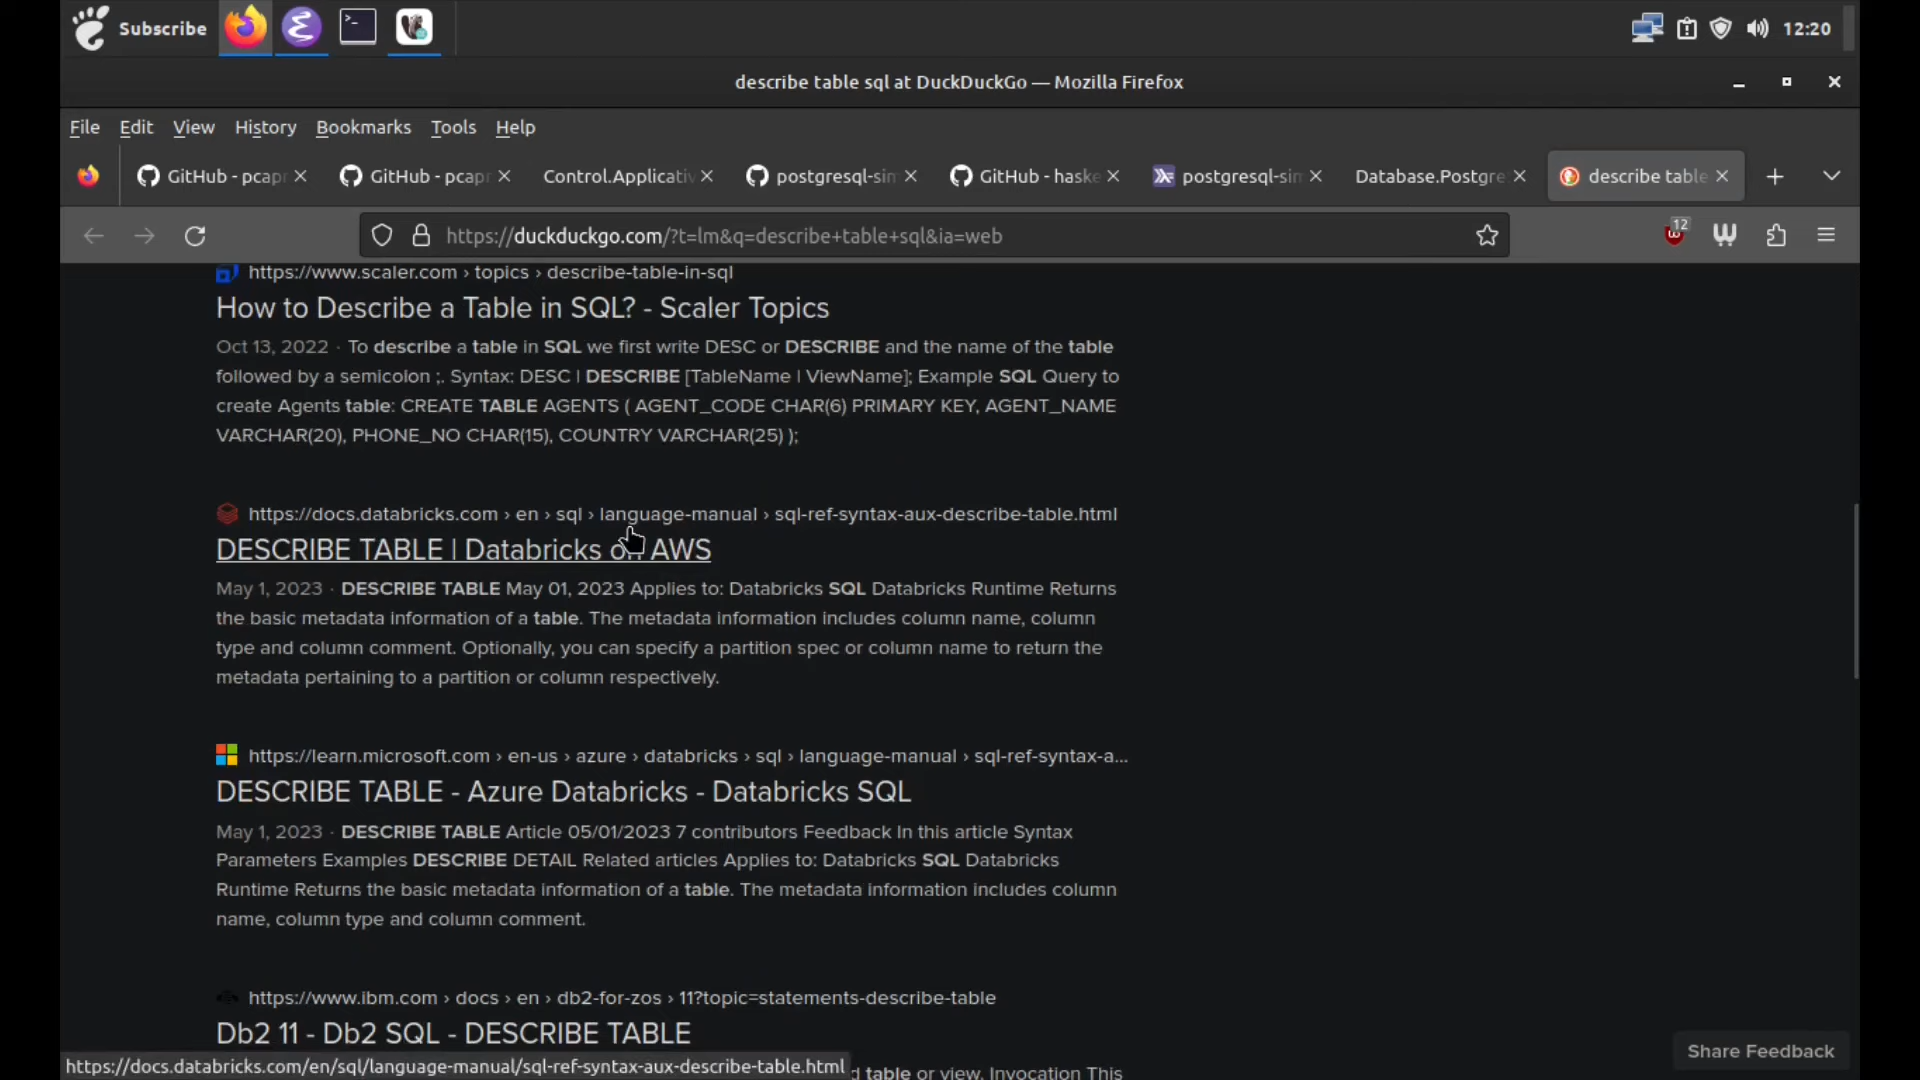 Subscribe
12:20
describe table sql at DuckDuckGo — Mozilla Firefox
File Edit View History Bookmarks Tools Help
GitHub - pcapr
GitHub - pcapr
Control.Applicativ
postgresql-sim
GitHub - haske
postgresql-sim
Database.Postgre
describe table
https://duckduckgo.com/?t=lm&q=describe+table+sql&ia=web
12
https://www.scaler.com › topics › describe-table-in-sql
How to Describe a Table in SQL? - Scaler Topics
Oct 13, 2022 · To describe a table in SQL we first write DESC or DESCRIBE and the name of the table
followed by a semicolon ;. Syntax: DESC | DESCRIBE [TableName | ViewName]; Example SQL Query to
create Agents table: CREATE TABLE AGENTS ( AGENT_CODE CHAR(6) PRIMARY KEY, AGENT_NAME
VARCHAR(20), PHONE_NO CHAR(15), COUNTRY VARCHAR(25) );
https://docs.databricks.com › en › sql › language-manual › sql-ref-syntax-aux-describe-table.html
DESCRIBE TABLE | Databricks on AWS
May 1, 2023 · DESCRIBE TABLE May 01, 2023 Applies to: Databricks SQL Databricks Runtime Returns
the basic metadata information of a table. The metadata information includes column name, column
type and column comment. Optionally, you can specify a partition spec or column name to return the
metadata pertaining to a partition or column respectively.
https://learn.microsoft.com › en-us › azure › databricks › sql › language-manual › sql-ref-syntax-a...
DESCRIBE TABLE - Azure Databricks - Databricks SQL
May 1, 2023 · DESCRIBE TABLE Article 05/01/2023 7 contributors Feedback In this article Syntax
Parameters Examples DESCRIBE DETAIL Related articles Applies to: Databricks SQL Databricks
Runtime Returns the basic metadata information of a table. The metadata information includes column
name, column type and column comment.
https://www.ibm.com › docs › en › db2-for-zos › 11?topic=statements-describe-table
Db2 11 - Db2 SQL - DESCRIBE TABLE
Share Feedback
https://docs.databricks.com/en/sql/language-manual/sql-ref-syntax-aux-describe-table.html
d table or view. Invocation This